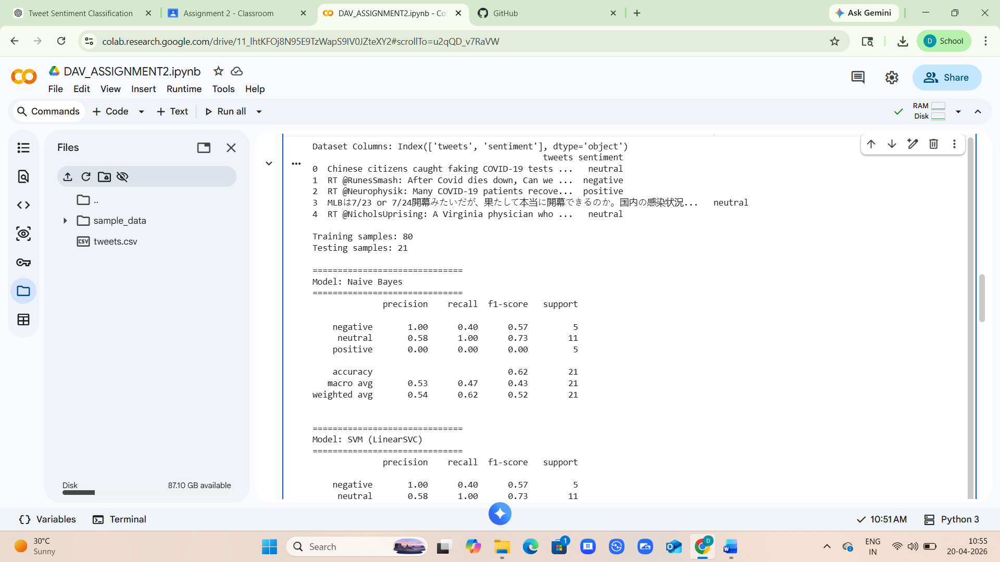 Tweet Sentiment Classification
Assignment 2 - Classroom
DAV_ASSIGNMENT2.ipynb - Co
GitHub
Ask Gemini
colab.research.google.com/drive/11_lhtKFOj8N95E9TzWapS9IV0JZteXY2#scrollTo=u2qQD_v7RaVW
D School
DAV_ASSIGNMENT2.ipynb
File Edit View Insert Runtime Tools Help
Share
Commands + Code + Text Run all
RAM
Disk
Files
..
sample_data
tweets.csv
Disk 87.10 GB available
Dataset Columns: Index(['tweets', 'sentiment'], dtype='object')
tweets sentiment
0 Chinese citizens caught faking COVID-19 tests ... neutral
1 RT @RunesSmash: After Covid dies down, Can we ... negative
2 RT @Neurophysik: Many COVID-19 patients recove... positive
3 MLBは7/23 or 7/24開幕みたいだが、果たして本当に開幕できるのか。国内の感染状況... neutral
4 RT @NicholsUprising: A Virginia physician who ... neutral
Training samples: 80
Testing samples: 21
==============================
Model: Naive Bayes
==============================
precision recall f1-score support
negative 1.00 0.40 0.57 5
neutral 0.58 1.00 0.73 11
positive 0.00 0.00 0.00 5
accuracy 0.62 21
macro avg 0.53 0.47 0.43 21
weighted avg 0.54 0.62 0.52 21
==============================
Model: SVM (LinearSVC)
==============================
precision recall f1-score support
negative 1.00 0.40 0.57 5
neutral 0.58 1.00 0.73 11
Variables Terminal
10:51 AM Python 3
30°C
Sunny
Search
1
D
ENG
IN
10:55
20-04-2026